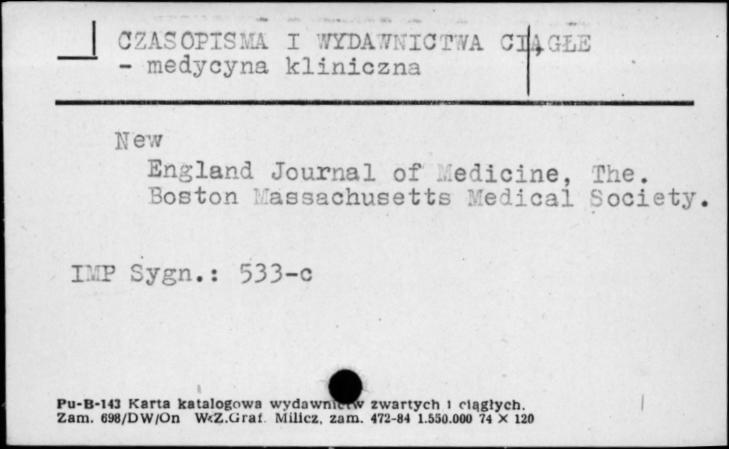 CZASOPISMA I WYDAWNICTWA CIĄGŁE
- medycyna kliniczna
New
England Journal of Medicine, The.
Boston Massachusetts Medical Society.
IMP Sygn.: 533-c
Pu-B-143 Karta katalogowa wydawnictw zwartych i ciągłych.
Zam. 698/DW/On WZ.Graf. Milicz, zam. 472-84 1.550.000 74 X 120